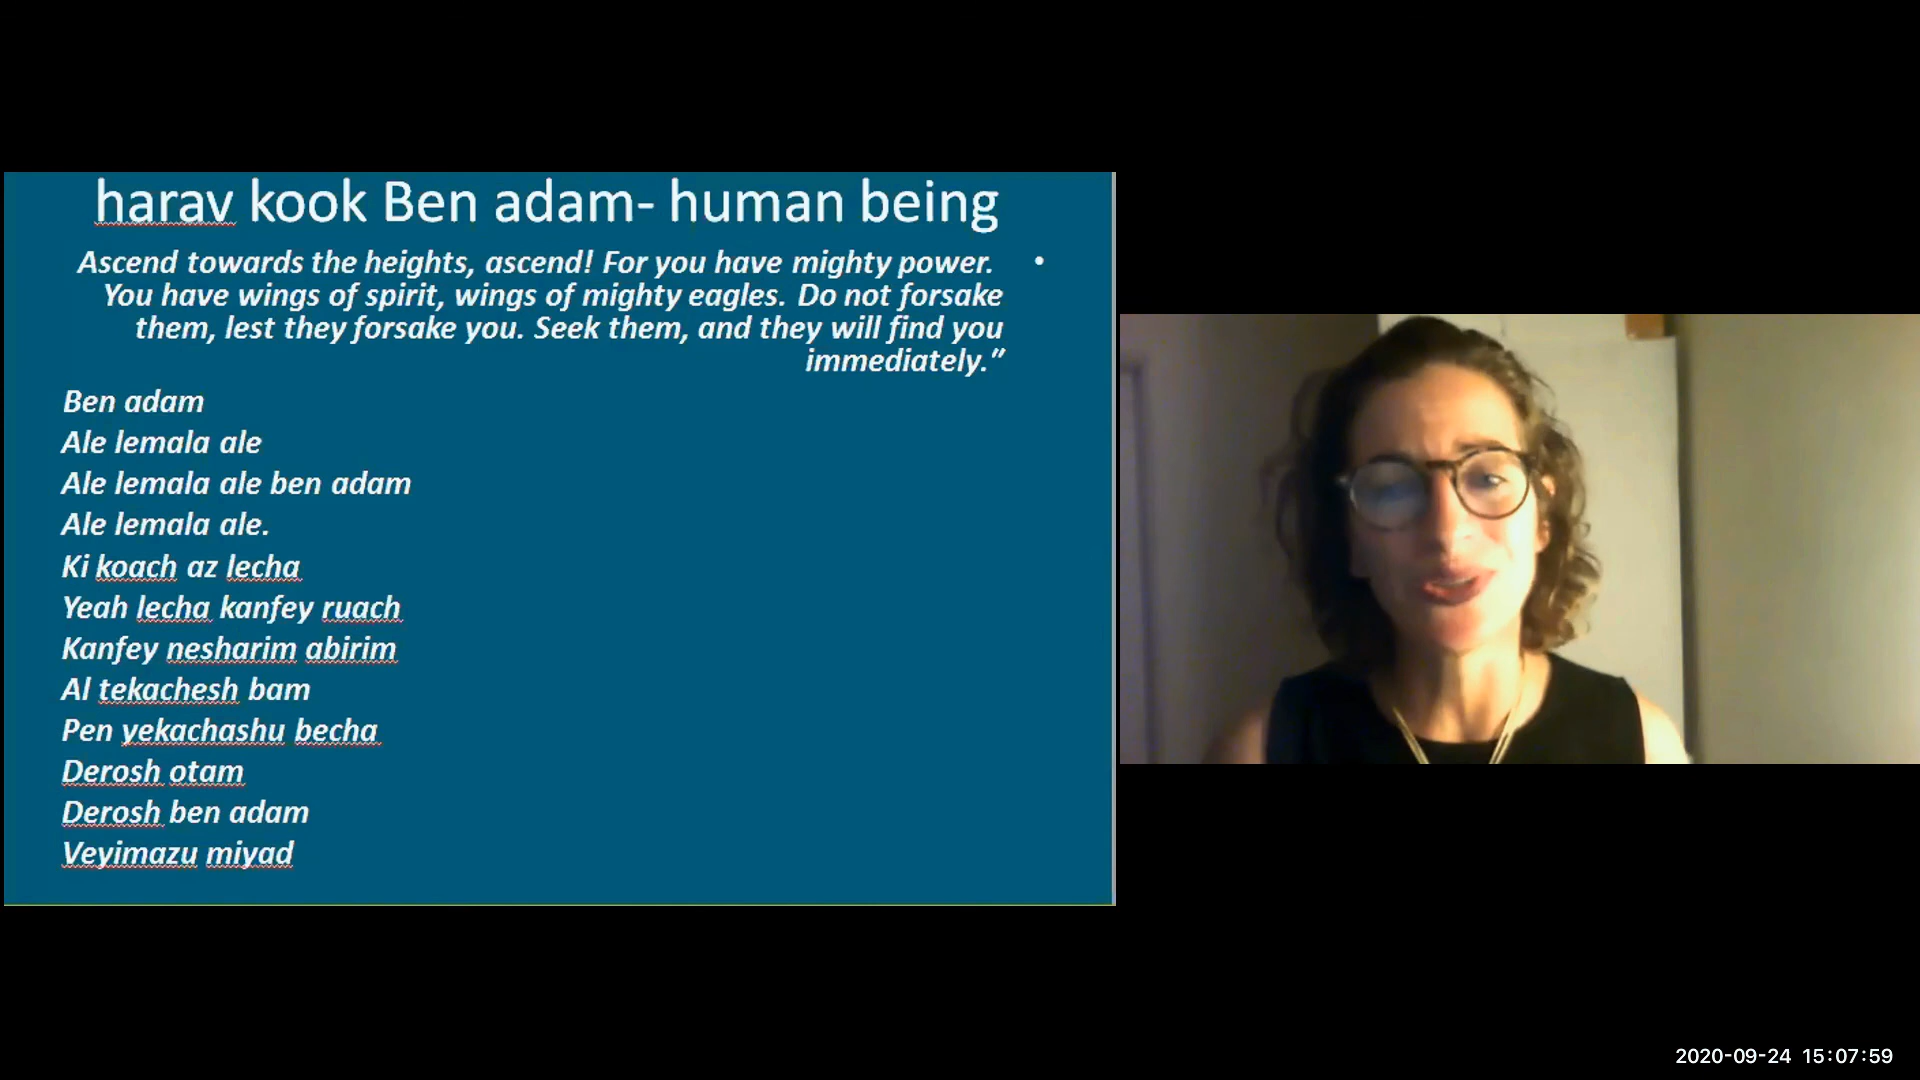 harav kook Ben adam- human being
• Ascend towards the heights, ascend! For you have mighty power.
You have wings of spirit, wings of mighty eagles. Do not forsake
them, lest they forsake you. Seek them, and they will find you
immediately.”
Ben adam
Ale lemala ale
Ale lemala ale ben adam
Ale lemala ale.
Ki koach az lecha
Yeah lecha kanfey ruach
Kanfey nesharim abirim
Al tekachesh bam
Pen yekachashu becha
Derosh otam
Derosh ben adam
Veyimazu miyad
2020-09-24 15:07:59